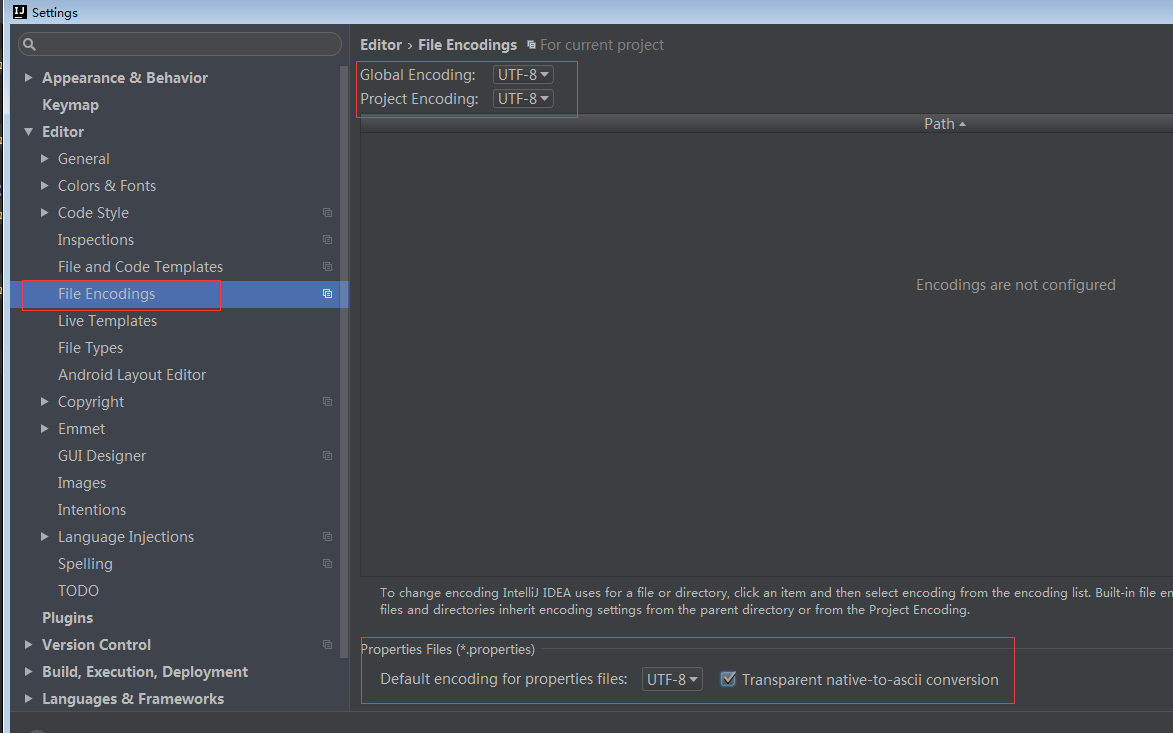 IJ Settings
Appearance & Behavior
Keymap
Editor
General
Colors & Fonts
Code Style
Inspections
File and Code Templates
File Encodings
Live Templates
File Types
Android Layout Editor
Copyright
Emmet
GUI Designer
Images
Intentions
Language Injections
Spelling
TODO
Plugins
Version Control
Build, Execution, Deployment
Languages & Frameworks
Editor › File Encodings For current project
Global Encoding: UTF-8
Project Encoding: UTF-8
Path
Encodings are not configured
To change encoding IntelliJ IDEA uses for a file or directory, click an item and then select encoding from the encoding list. Built-in file en
files and directories inherit encoding settings from the parent directory or from the Project Encoding.
Properties Files (*.properties)
Default encoding for properties files: UTF-8 Transparent native-to-ascii conversion